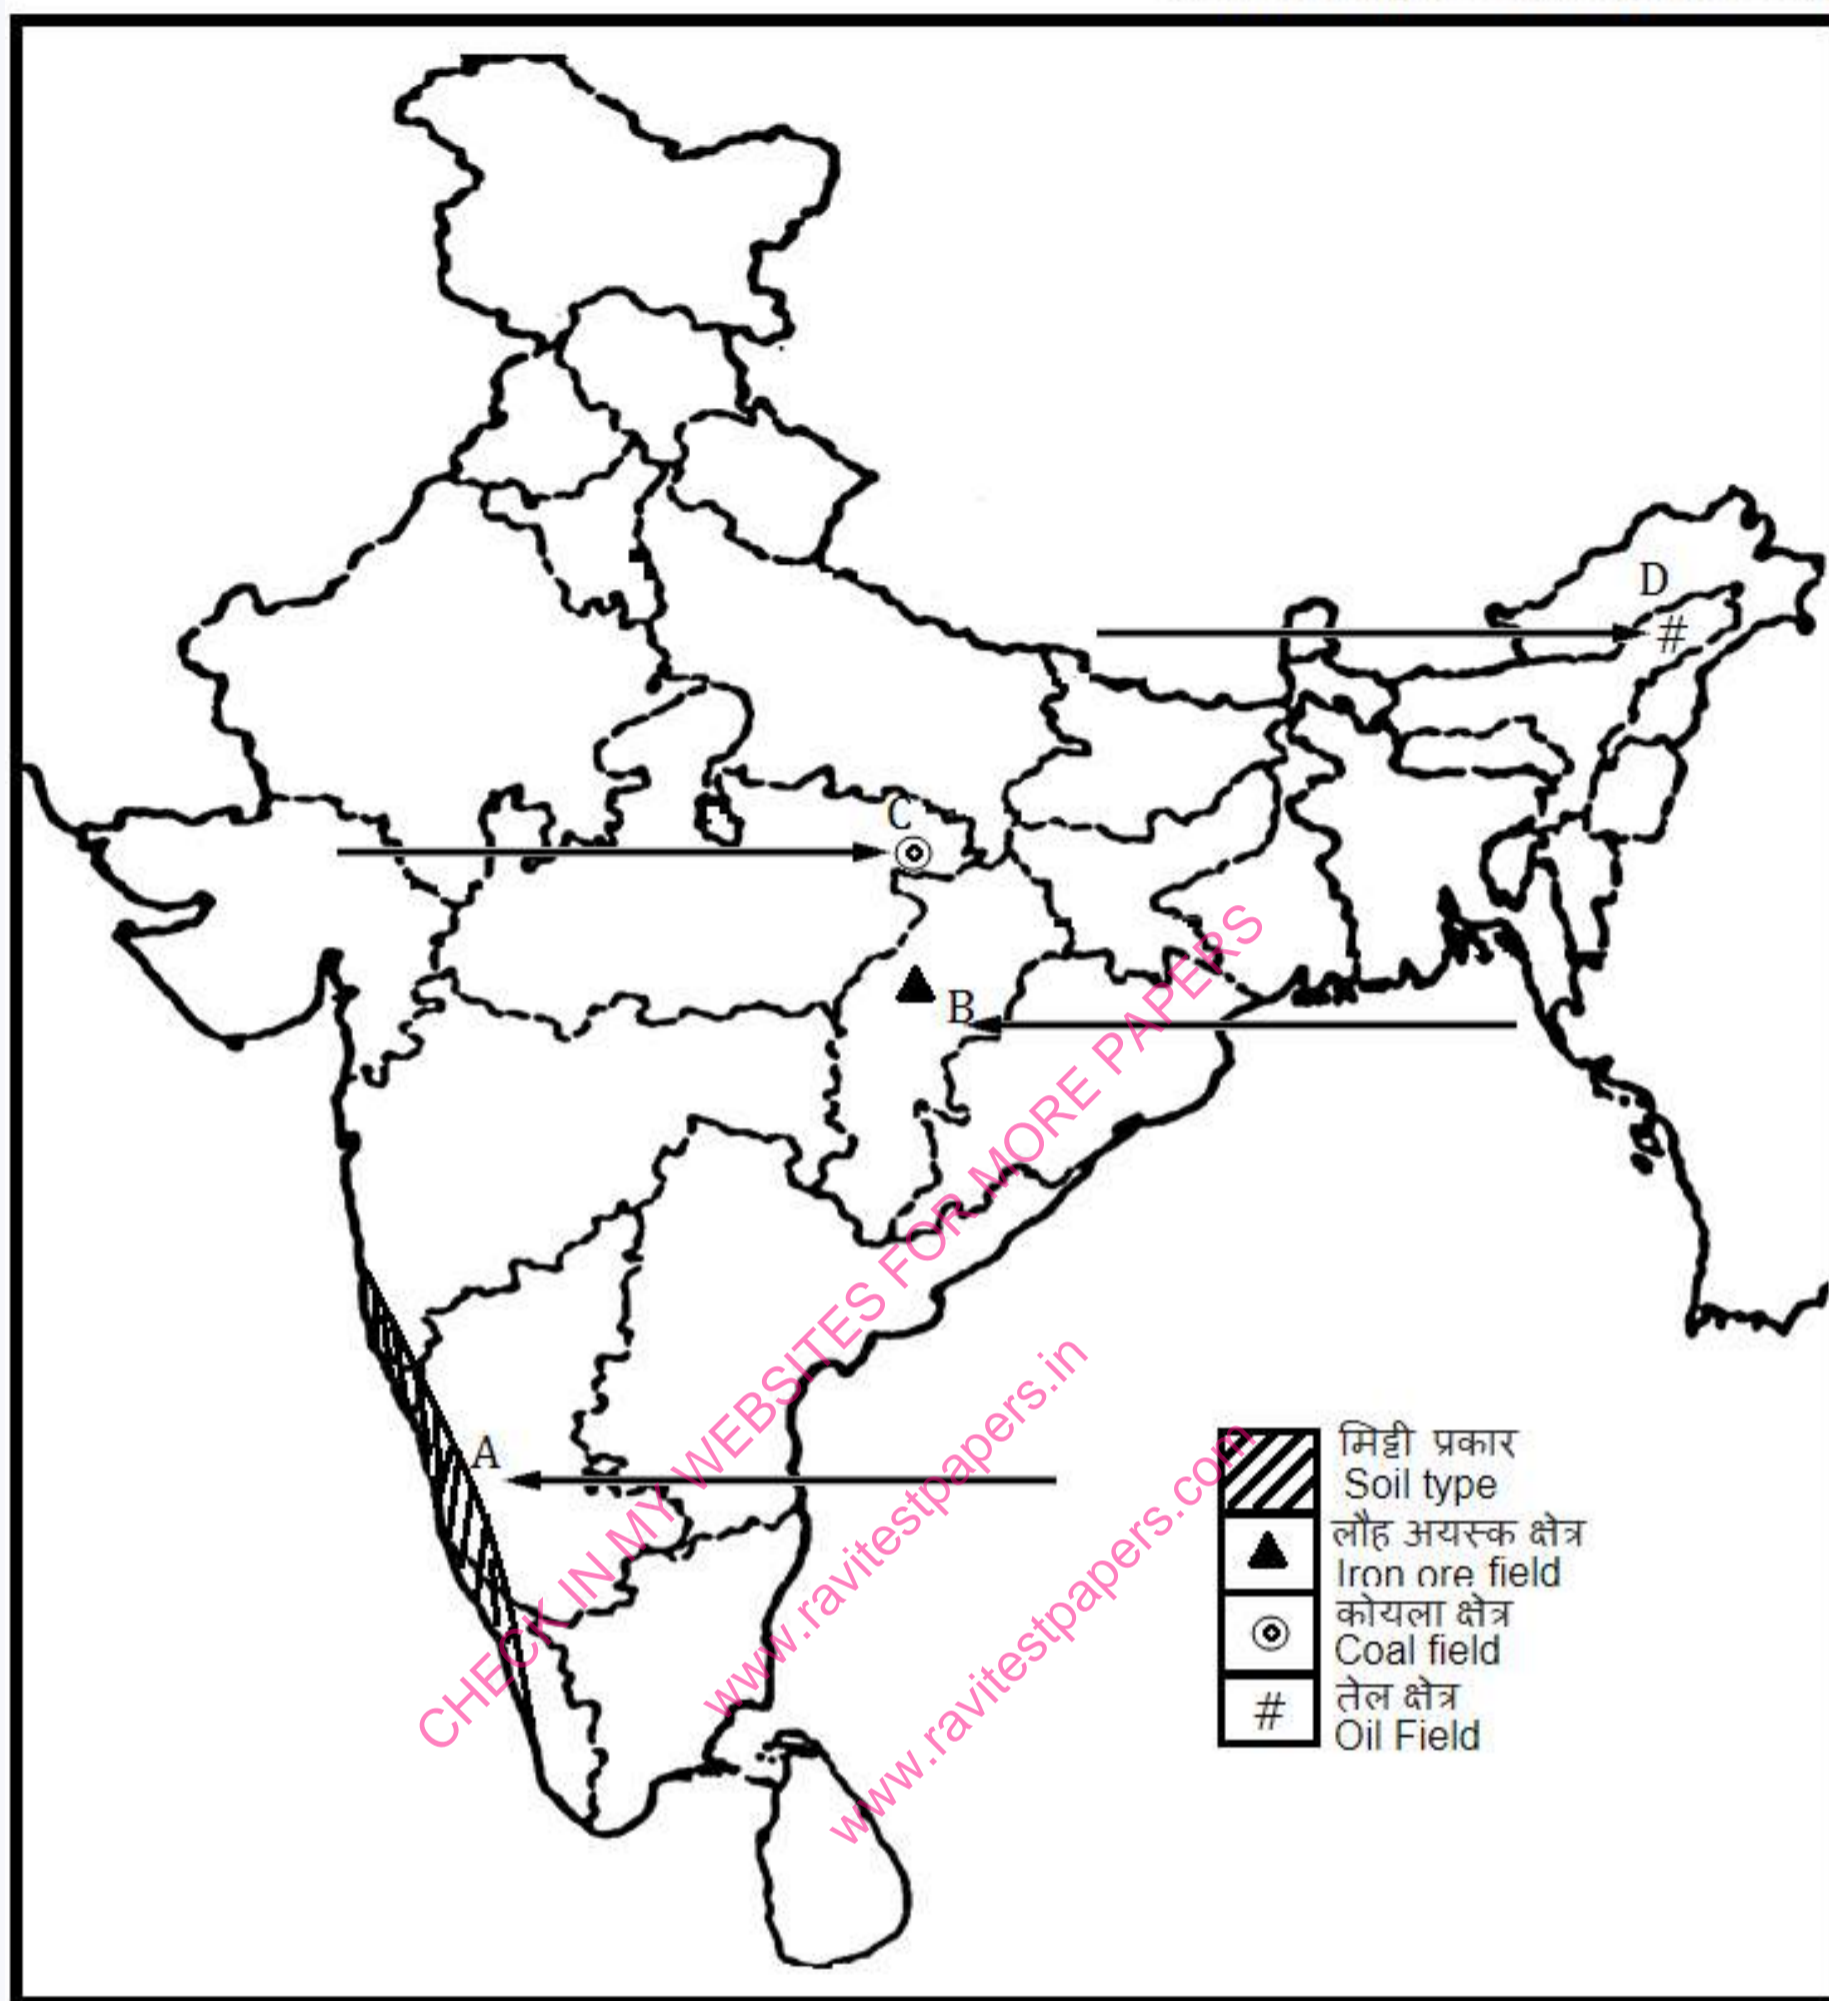 D
#
C
B
A
CHECK IN MY WEBSITES FOR MORE PAPERS
www.ravitestpapers.in
www.ravitestpapers.com
मिट्टी प्रकार
Soil type
लौह अयस्क क्षेत्र
Iron ore field
कोयला क्षेत्र
Coal field
#
तेल क्षेत्र
Oil Field